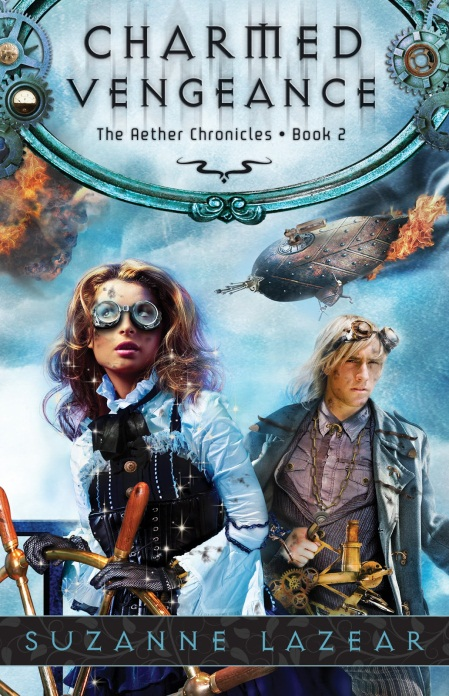 CHARMED
VENGEANCE
The Aether Chronicles • Book 2
SUZANNE LAZEAR